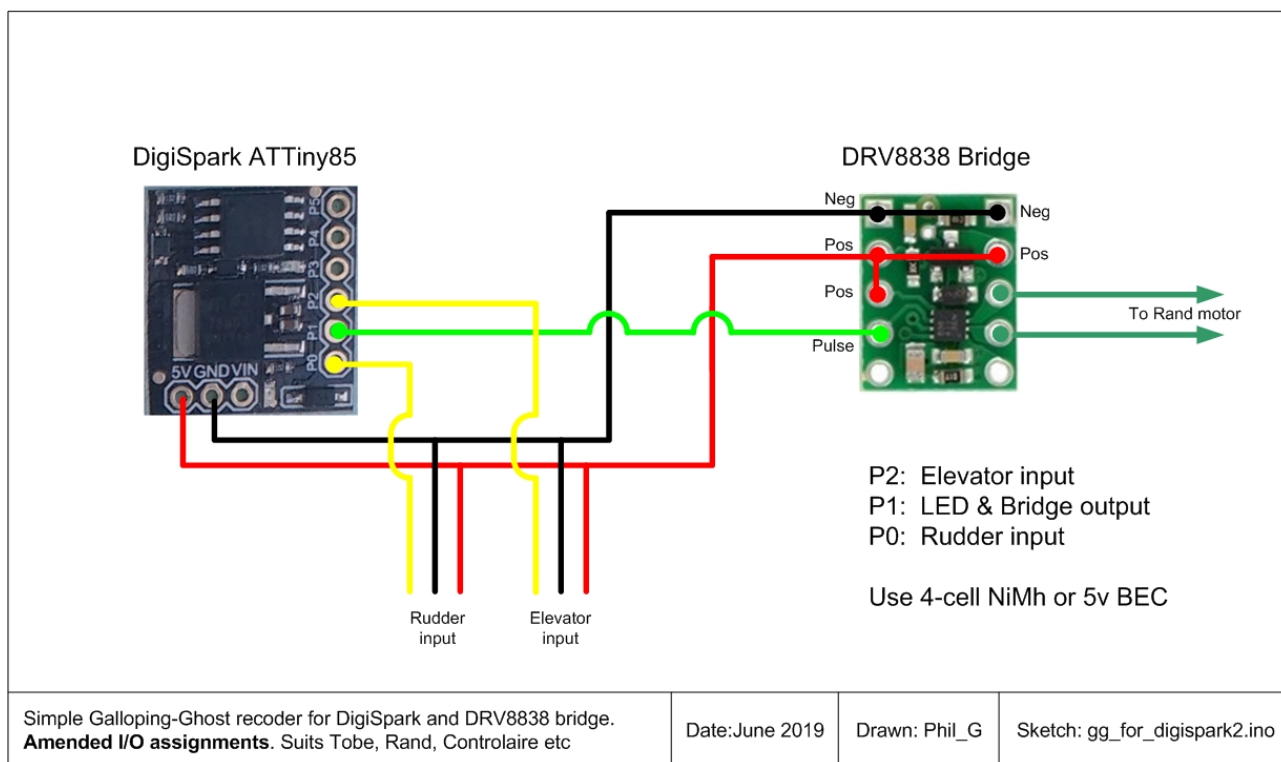 DigiSpark ATTiny85
DRV8838 Bridge
P5
P4
P3
P2
P1
P0
5V GND VIN
Neg
Neg
Pos
Pos
Pos
Pulse
To Rand motor
Rudder
input
Elevator
input
P2: Elevator input
P1: LED & Bridge output
P0: Rudder input
Use 4-cell NiMh or 5v BEC
Simple Galloping-Ghost recoder for DigiSpark and DRV8838 bridge.
Amended I/O assignments. Suits Tobe, Rand, Controlaire etc
Date:June 2019
Drawn: Phil_G
Sketch: gg_for_digispark2.ino